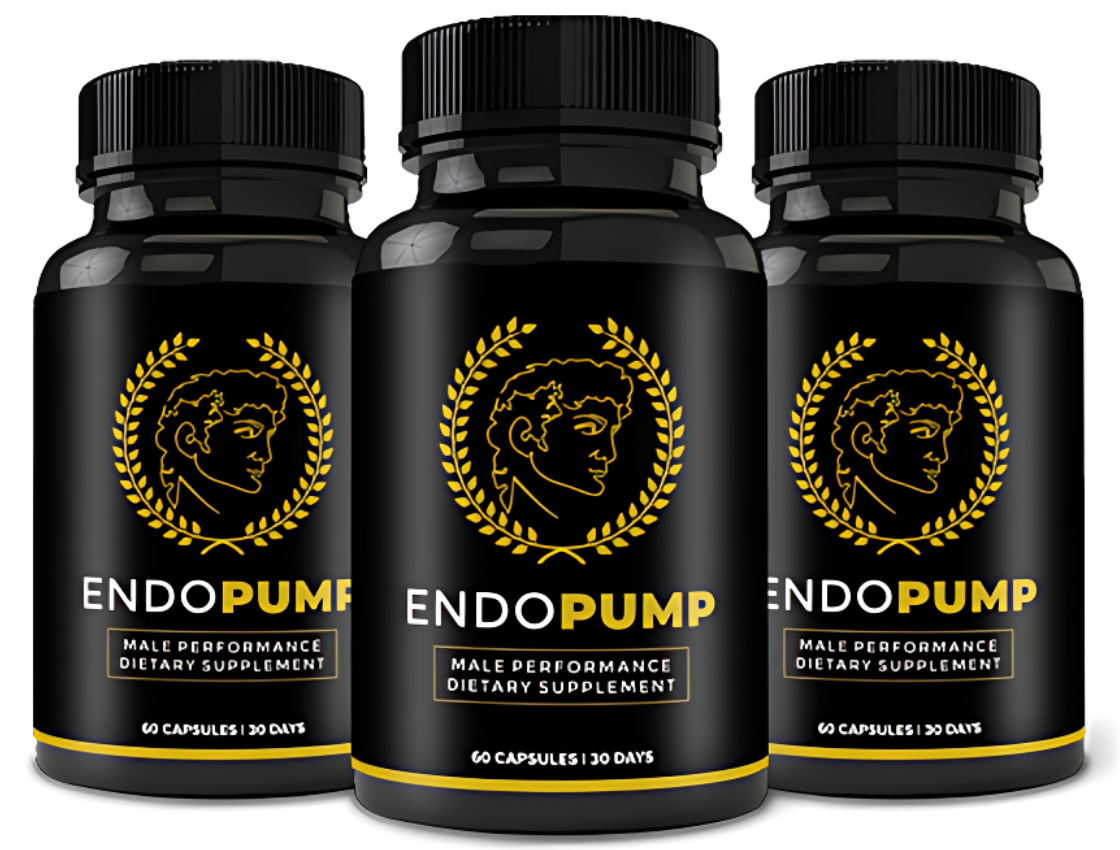 ENDOPUMP
MALE PERFORMANCE
DIETARY SUPPLEMENT
60 CAPSULES | 30 DAYS
ENDOPUMP
MALE PERFORMANCE
DIETARY SUPPLEMENT
60 CAPSULES | 30 DAYS
ENDOPUMP
MALE PERFORMANCE
DIETARY SUPPLEMENT
60 CAPSULES | 30 DAYS